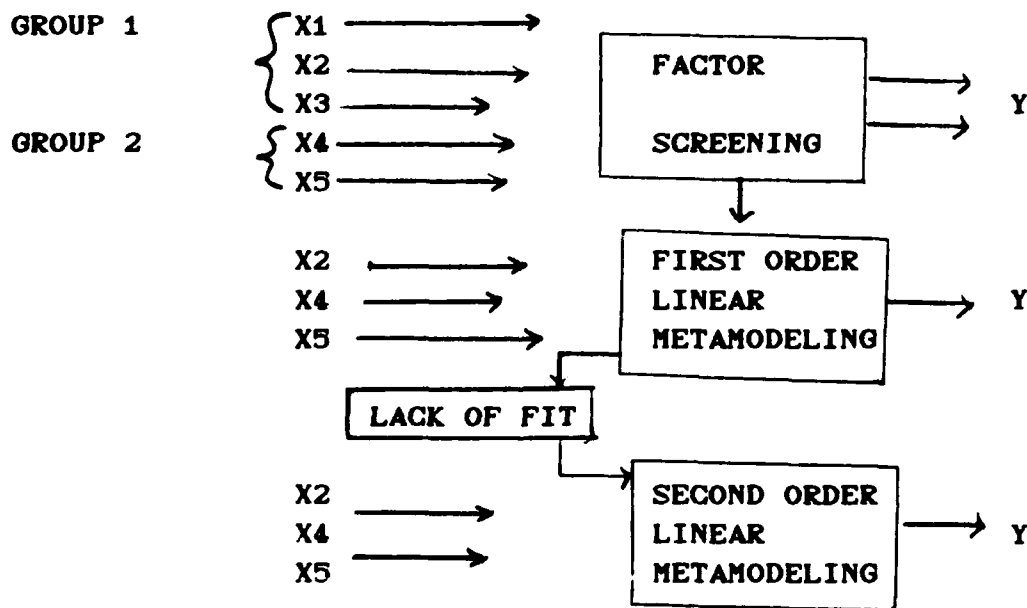 GROUP 1 X1
X2 FACTOR
X3 Y
GROUP 2 X4 SCREENING
X5
X2 FIRST ORDER
X4 LINEAR Y
X5 METAMODELING
LACK OF FIT
X2 SECOND ORDER
X4 LINEAR Y
X5 METAMODELING